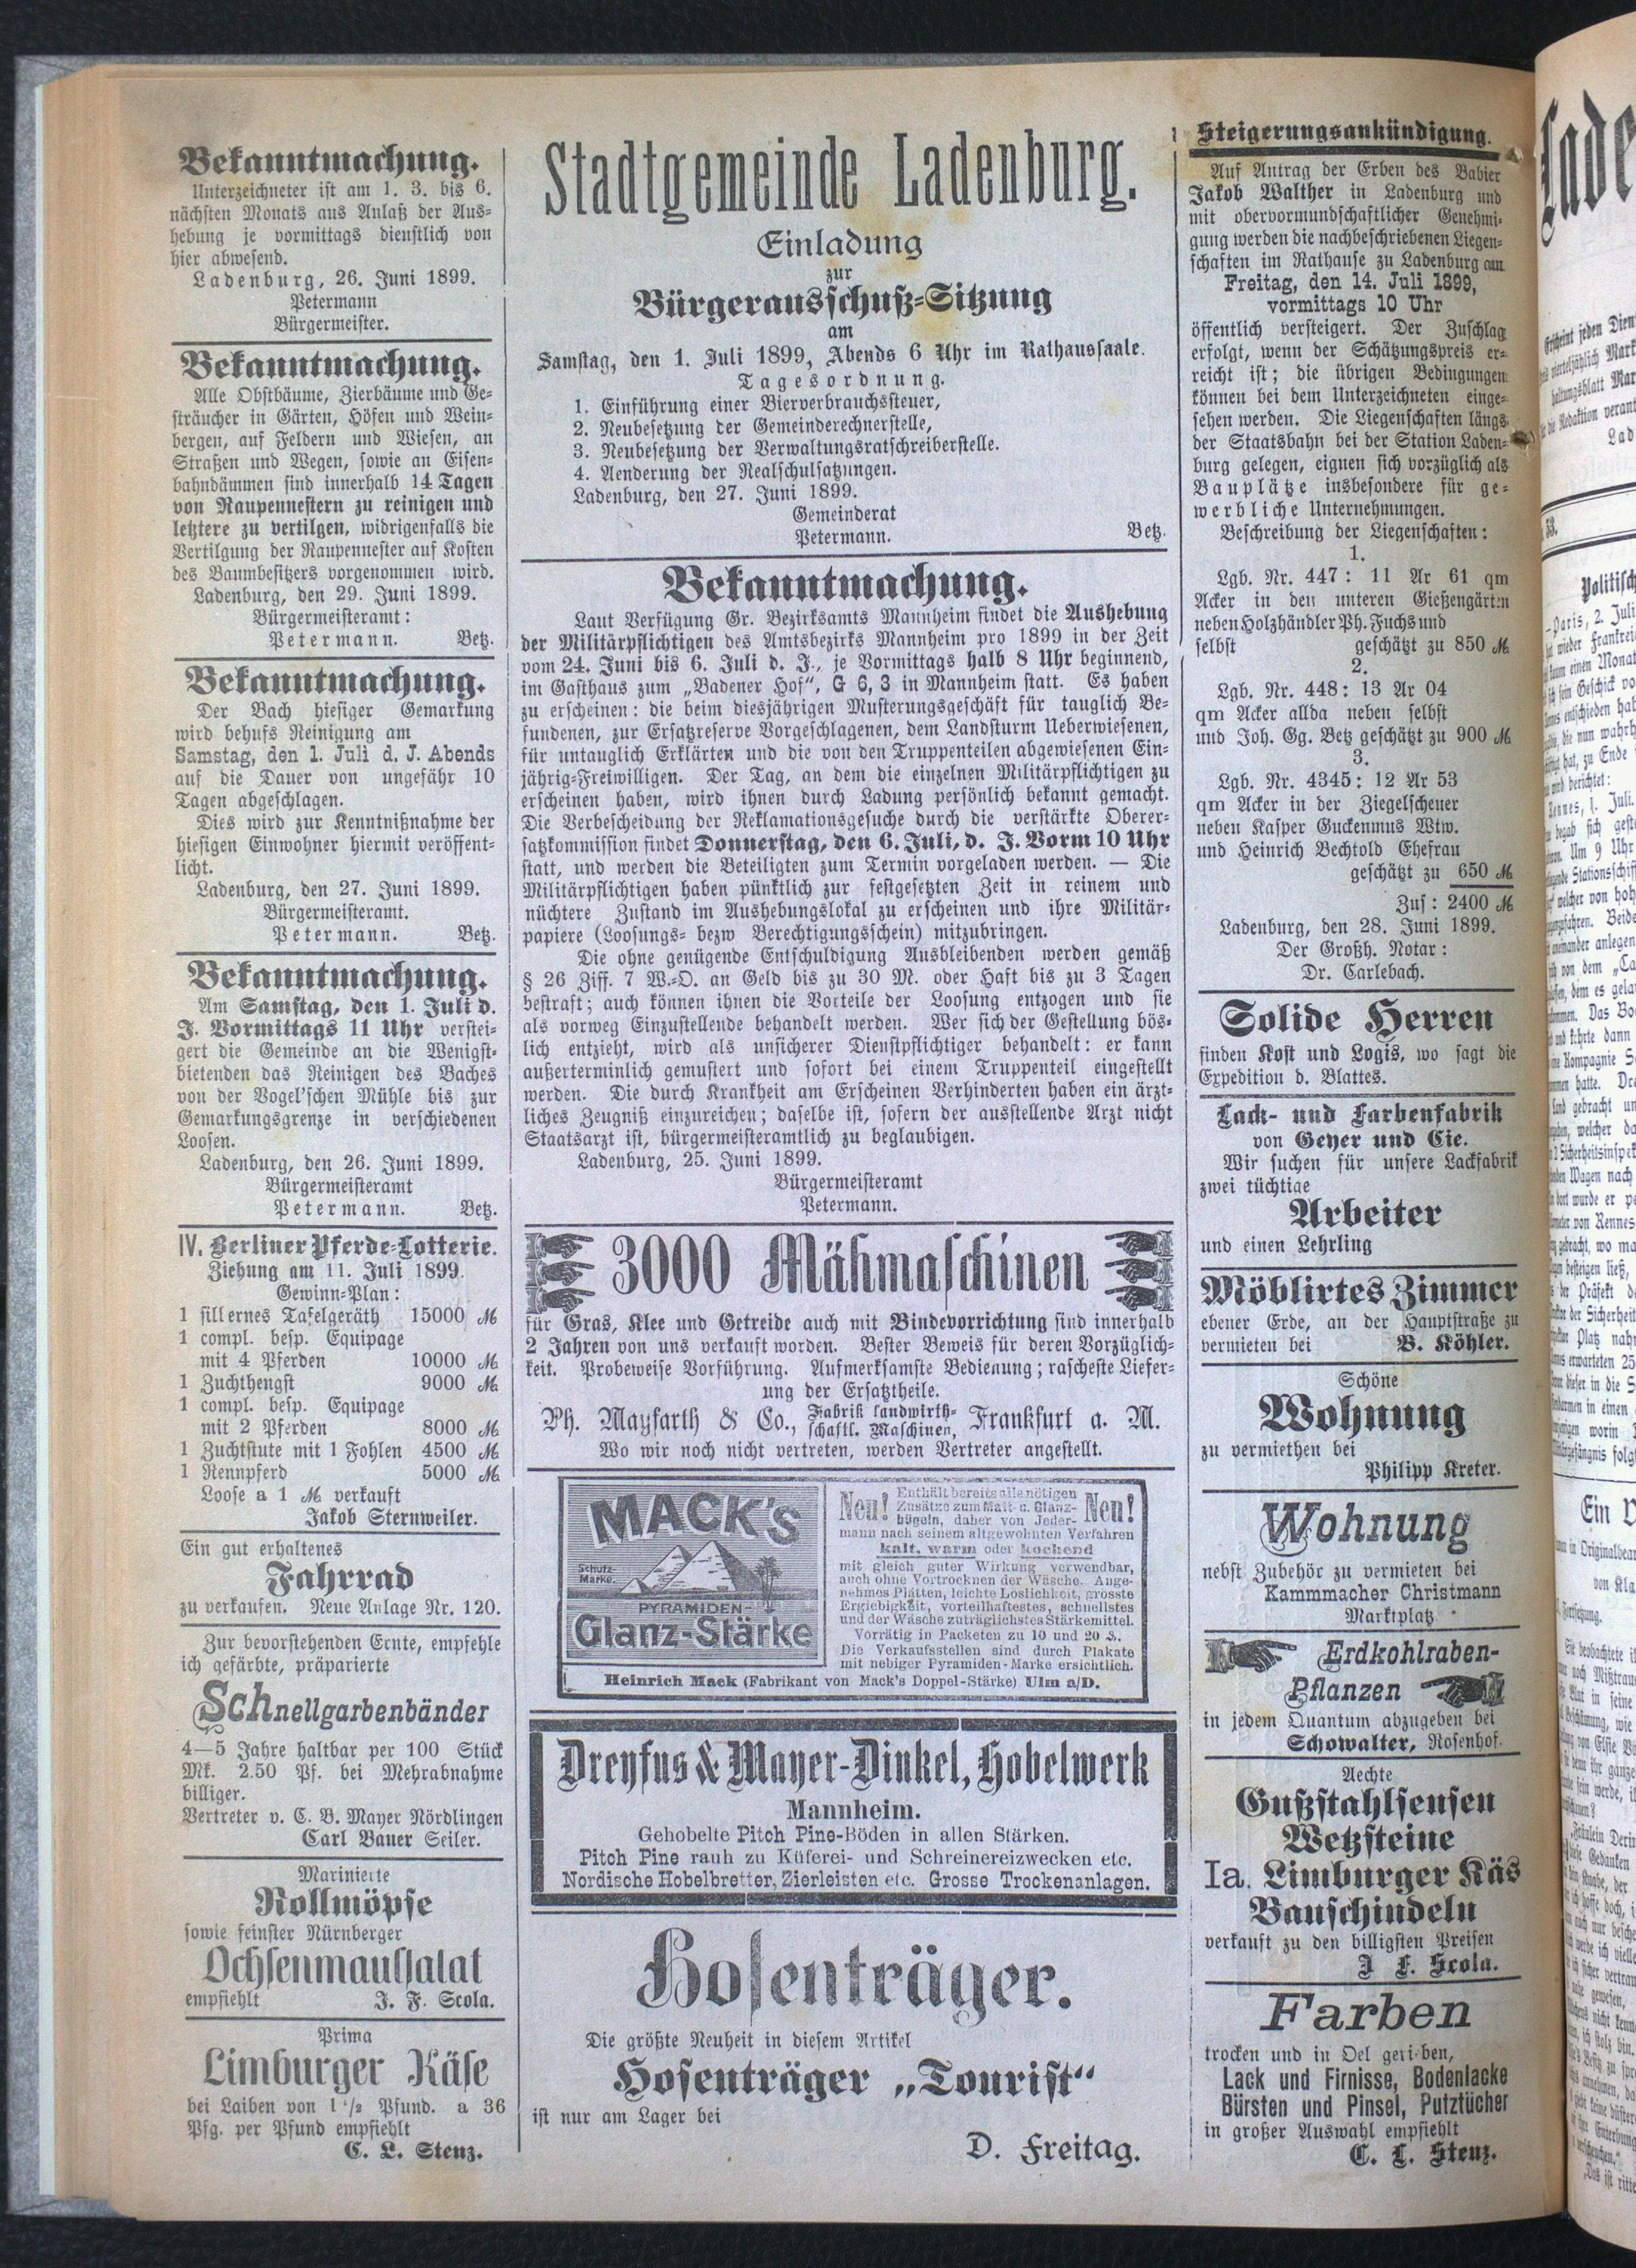 Bekanntmachung.
Unterzeichneter ist am 1. 3. bis 6.
nächsten Monats aus Anlaß der Aus-
hebung je vormittags dienstlich von
hier abwesend.
Ladenburg, 26. Juni 1899.
Petermann
Bürgermeister.
Bekanntmachung.
Alle Obstbäume, Zierbäume und Ge-
sträucher in Gärten, Höfen und Wein-
bergen, auf Feldern und Wiesen, an
Straßen und Wegen, sowie an Eisen-
bahndämmen sind innerhalb 14 Tagen
von Raupennestern zu reinigen und
letztere zu vertilgen, widrigenfalls die
Vertilgung der Raupennester auf Kosten
des Baumbesitzers vorgenommen wird.
Ladenburg, den 29. Juni 1899.
Bürgermeisteramt:
Petermann. Betz.
Bekanntmachung.
Der Bach hiesiger Gemarkung
wird behufs Reinigung am
Samstag, den 1. Juli d. J. Abends
auf die Dauer von ungefähr 10
Tagen abgeschlagen.
Dies wird zur Kenntnißnahme der
hiesigen Einwohner hiermit veröffent-
licht.
Ladenburg, den 27. Juni 1899.
Bürgermeisteramt.
Petermann. Betz.
Bekanntmachung.
Am Samstag, den 1. Juli d.
J. Vormittags 11 Uhr verstei-
gert die Gemeinde an die Wenigst-
bietenden das Reinigen des Baches
von der Vogel'schen Mühle bis zur
Gemarkungsgrenze in verschiedenen
Loosen.
Ladenburg, den 26. Juni 1899.
Bürgermeisteramt
Petermann. Betz.
IV. Berliner Pferde-Lotterie.
Ziehung am 11. Juli 1899.
Gewinn-Plan:
1 sillernes Tafelgeräth 15000 M
1 compl. besp. Equipage
mit 4 Pferden 10000 M
1 Zuchthengst 9000 M
1 compl. besp. Equipage
mit 2 Pferden 8000 M
1 Zuchtstute mit 1 Fohlen 4500 M
1 Rennpferd 5000 M
Loose a 1 M verkauft
Jakob Sternweiler.
Ein gut erhaltenes
Fahrrad
zu verkaufen. Neue Anlage Nr. 120.
Zur bevorstehenden Ernte, empfehle
ich gefärbte, präparierte
Schnellgarbenbänder
4—5 Jahre haltbar per 100 Stück
Mk. 2.50 Pf. bei Mehrabnahme
billiger.
Vertreter v. C. B. Mayer Nördlingen
Carl Bauer Seiler.
Marinierte
Rollmöpse
sowie feinster Nürnberger
Ochsenmaulsalat
empfiehlt J. F. Scola.
Prima
Limburger Käse
bei Laiben von 1 1/2 Pfund. a 36
Pfg. per Pfund empfiehlt
C. L. Stenz.
Stadtgemeinde Ladenburg.
Einladung
zur
Bürgerausschuß-Sitzung
am
Samstag, den 1. Juli 1899, Abends 6 Uhr im Rathaussaale.
Tagesordnung.
1. Einführung einer Bierverbrauchssteuer,
2. Neubesetzung der Gemeinderechnerstelle,
3. Neubesetzung der Verwaltungsratschreiberstelle.
4. Aenderung der Realschulsatzungen.
Ladenburg, den 27. Juni 1899.
Gemeinderat
Petermann. Betz.
Bekanntmachung.
Laut Verfügung Gr. Bezirksamts Mannheim findet die Aushebung
der Militärpflichtigen des Amtsbezirks Mannheim pro 1899 in der Zeit
vom 24. Juni bis 6. Juli d. J., je Vormittags halb 8 Uhr beginnend,
im Gasthaus zum „Badener Hof“, G 6, 3 in Mannheim statt. Es haben
zu erscheinen: die beim diesjährigen Musterungsgeschäft für tauglich Be-
fundenen, zur Ersatzreserve Vorgeschlagenen, dem Landsturm Ueberwiesenen,
für untauglich Erklärten und die von den Truppenteilen abgewiesenen Ein-
jährig-Freiwilligen. Der Tag, an dem die einzelnen Militärpflichtigen zu
erscheinen haben, wird ihnen durch Ladung persönlich bekannt gemacht.
Die Verbescheidung der Reklamationsgesuche durch die verstärkte Oberer-
satzkommission findet Donnerstag, den 6. Juli, d. J. Vorm 10 Uhr
statt, und werden die Beteiligten zum Termin vorgeladen werden. — Die
Militärpflichtigen haben pünktlich zur festgesetzten Zeit in reinem und
nüchtere Zustand im Aushebungslokal zu erscheinen und ihre Militär-
papiere (Loosungs- bezw Berechtigungsschein) mitzubringen.
Die ohne genügende Entschuldigung Ausbleibenden werden gemäß
§ 26 Ziff. 7 W.-O. an Geld bis zu 30 M. oder Haft bis zu 3 Tagen
bestraft; auch können ihnen die Vorteile der Loosung entzogen und sie
als vorweg Einzustellende behandelt werden. Wer sich der Gestellung bös-
lich entzieht, wird als unsicherer Dienstpflichtiger behandelt: er kann
außerterminlich gemustert und sofort bei einem Truppenteil eingestellt
werden. Die durch Krankheit am Erscheinen Verhinderten haben ein ärzt-
liches Zeugniß einzureichen; daselbe ist, sofern der ausstellende Arzt nicht
Staatsarzt ist, bürgermeisteramtlich zu beglaubigen.
Ladenburg, 25. Juni 1899.
Bürgermeisteramt
Petermann.
3000 Mähmaschinen
für Gras, Klee und Getreide auch mit Bindevorrichtung sind innerhalb
2 Jahren von uns verkauft worden. Bester Beweis für deren Vorzüglich-
keit. Probeweise Vorführung. Aufmerksamste Bedienung; rascheste Liefer-
ung der Ersatztheile.
Ph. Mayfarth & Co., Fabrik landwirth-
schaftl. Maschinen, Frankfurt a. M.
Wo wir noch nicht vertreten, werden Vertreter angestellt.
MACK'S
Schutz-
Marke.
PYRAMIDEN-
Glanz-Stärke
Neu! Enthält bereits alle nötigen
Zusätze zum Matt- u. Glanz-
bügeln, daher von Jeder- Neu!
mann nach seinem altgewohnten Verfahren
kalt, warm oder kochend
mit gleich guter Wirkung verwendbar,
auch ohne Vortrocknen der Wäsche. Ange-
nehmes Plätten, leichte Löslichkeit, grösste
Ergiebigkeit, vorteilhaftestes, schnellstes
und der Wäsche zuträglichstes Stärkemittel.
Vorrätig in Packeten zu 10 und 20 ₰.
Die Verkaufsstellen sind durch Plakate
mit nebiger Pyramiden-Marke ersichtlich.
Heinrich Mack (Fabrikant von Mack's Doppel-Stärke) Ulm a/D.
Dreyfus & Mayer-Dinkel, Hobelwerk
Mannheim.
Gehobelte Pitch Pine-Böden in allen Stärken.
Pitch Pine rauh zu Küferei- und Schreinereizwecken etc.
Nordische Hobelbretter, Zierleisten etc. Grosse Trockenanlagen.
Hosenträger.
Die größte Neuheit in diesem Artikel
Hosenträger „Tourist“
ist nur am Lager bei
D. Freitag.
Steigerungsankündigung.
Auf Antrag der Erben des Babier
Jakob Walther in Ladenburg und
mit obervormundschaftlicher Genehmi-
gung werden die nachbeschriebenen Liegen-
schaften im Rathause zu Ladenburg am
Freitag, den 14. Juli 1899,
vormittags 10 Uhr
öffentlich versteigert. Der Zuschlag
erfolgt, wenn der Schätzungspreis er-
reicht ist; die übrigen Bedingungen
können bei dem Unterzeichneten einge-
sehen werden. Die Liegenschaften längs
der Staatsbahn bei der Station Laden-
burg gelegen, eignen sich vorzüglich als
Bauplätze insbesondere für ge-
werbliche Unternehmungen.
Beschreibung der Liegenschaften:
1.
Lgb. Nr. 447: 11 Ar 61 qm
Acker in den unteren Gießengärten
neben Holzhändler Ph. Fuchs und
selbst geschätzt zu 850 M
2.
Lgb. Nr. 448: 13 Ar 04
qm Acker allda neben selbst
und Joh. Gg. Betz geschätzt zu 900 M
3.
Lgb. Nr. 4345: 12 Ar 53
qm Acker in der Ziegelscheuer
neben Kasper Guckenmus Wtw.
und Heinrich Bechtold Ehefrau
geschätzt zu 650 M
Zus: 2400 M
Ladenburg, den 28. Juni 1899.
Der Großh. Notar:
Dr. Carlebach.
Solide Herren
finden Kost und Logis, wo sagt die
Expedition d. Blattes.
Lack- und Farbenfabrik
von Geyer und Cie.
Wir suchen für unsere Lackfabrik
zwei tüchtige
Arbeiter
und einen Lehrling
Möblirtes Zimmer
ebener Erde, an der Hauptstraße zu
vermieten bei B. Köhler.
Schöne
Wohnung
zu vermiethen bei
Philipp Kreter.
Wohnung
nebst Zubehör zu vermieten bei
Kammmacher Christmann
Marktplatz
Erdkohlraben-
Pflanzen
in jedem Quantum abzugeben bei
Schowalter, Rosenhof.
Aechte
Gußstahlsensen
Wetzsteine
Ia. Limburger Käs
Bauschindeln
verkauft zu den billigsten Preisen
J F. Scola.
Farben
trocken und in Oel gerieben,
Lack und Firnisse, Bodenlacke
Bürsten und Pinsel, Putztücher
in großer Auswahl empfiehlt
C. L. Stenz.